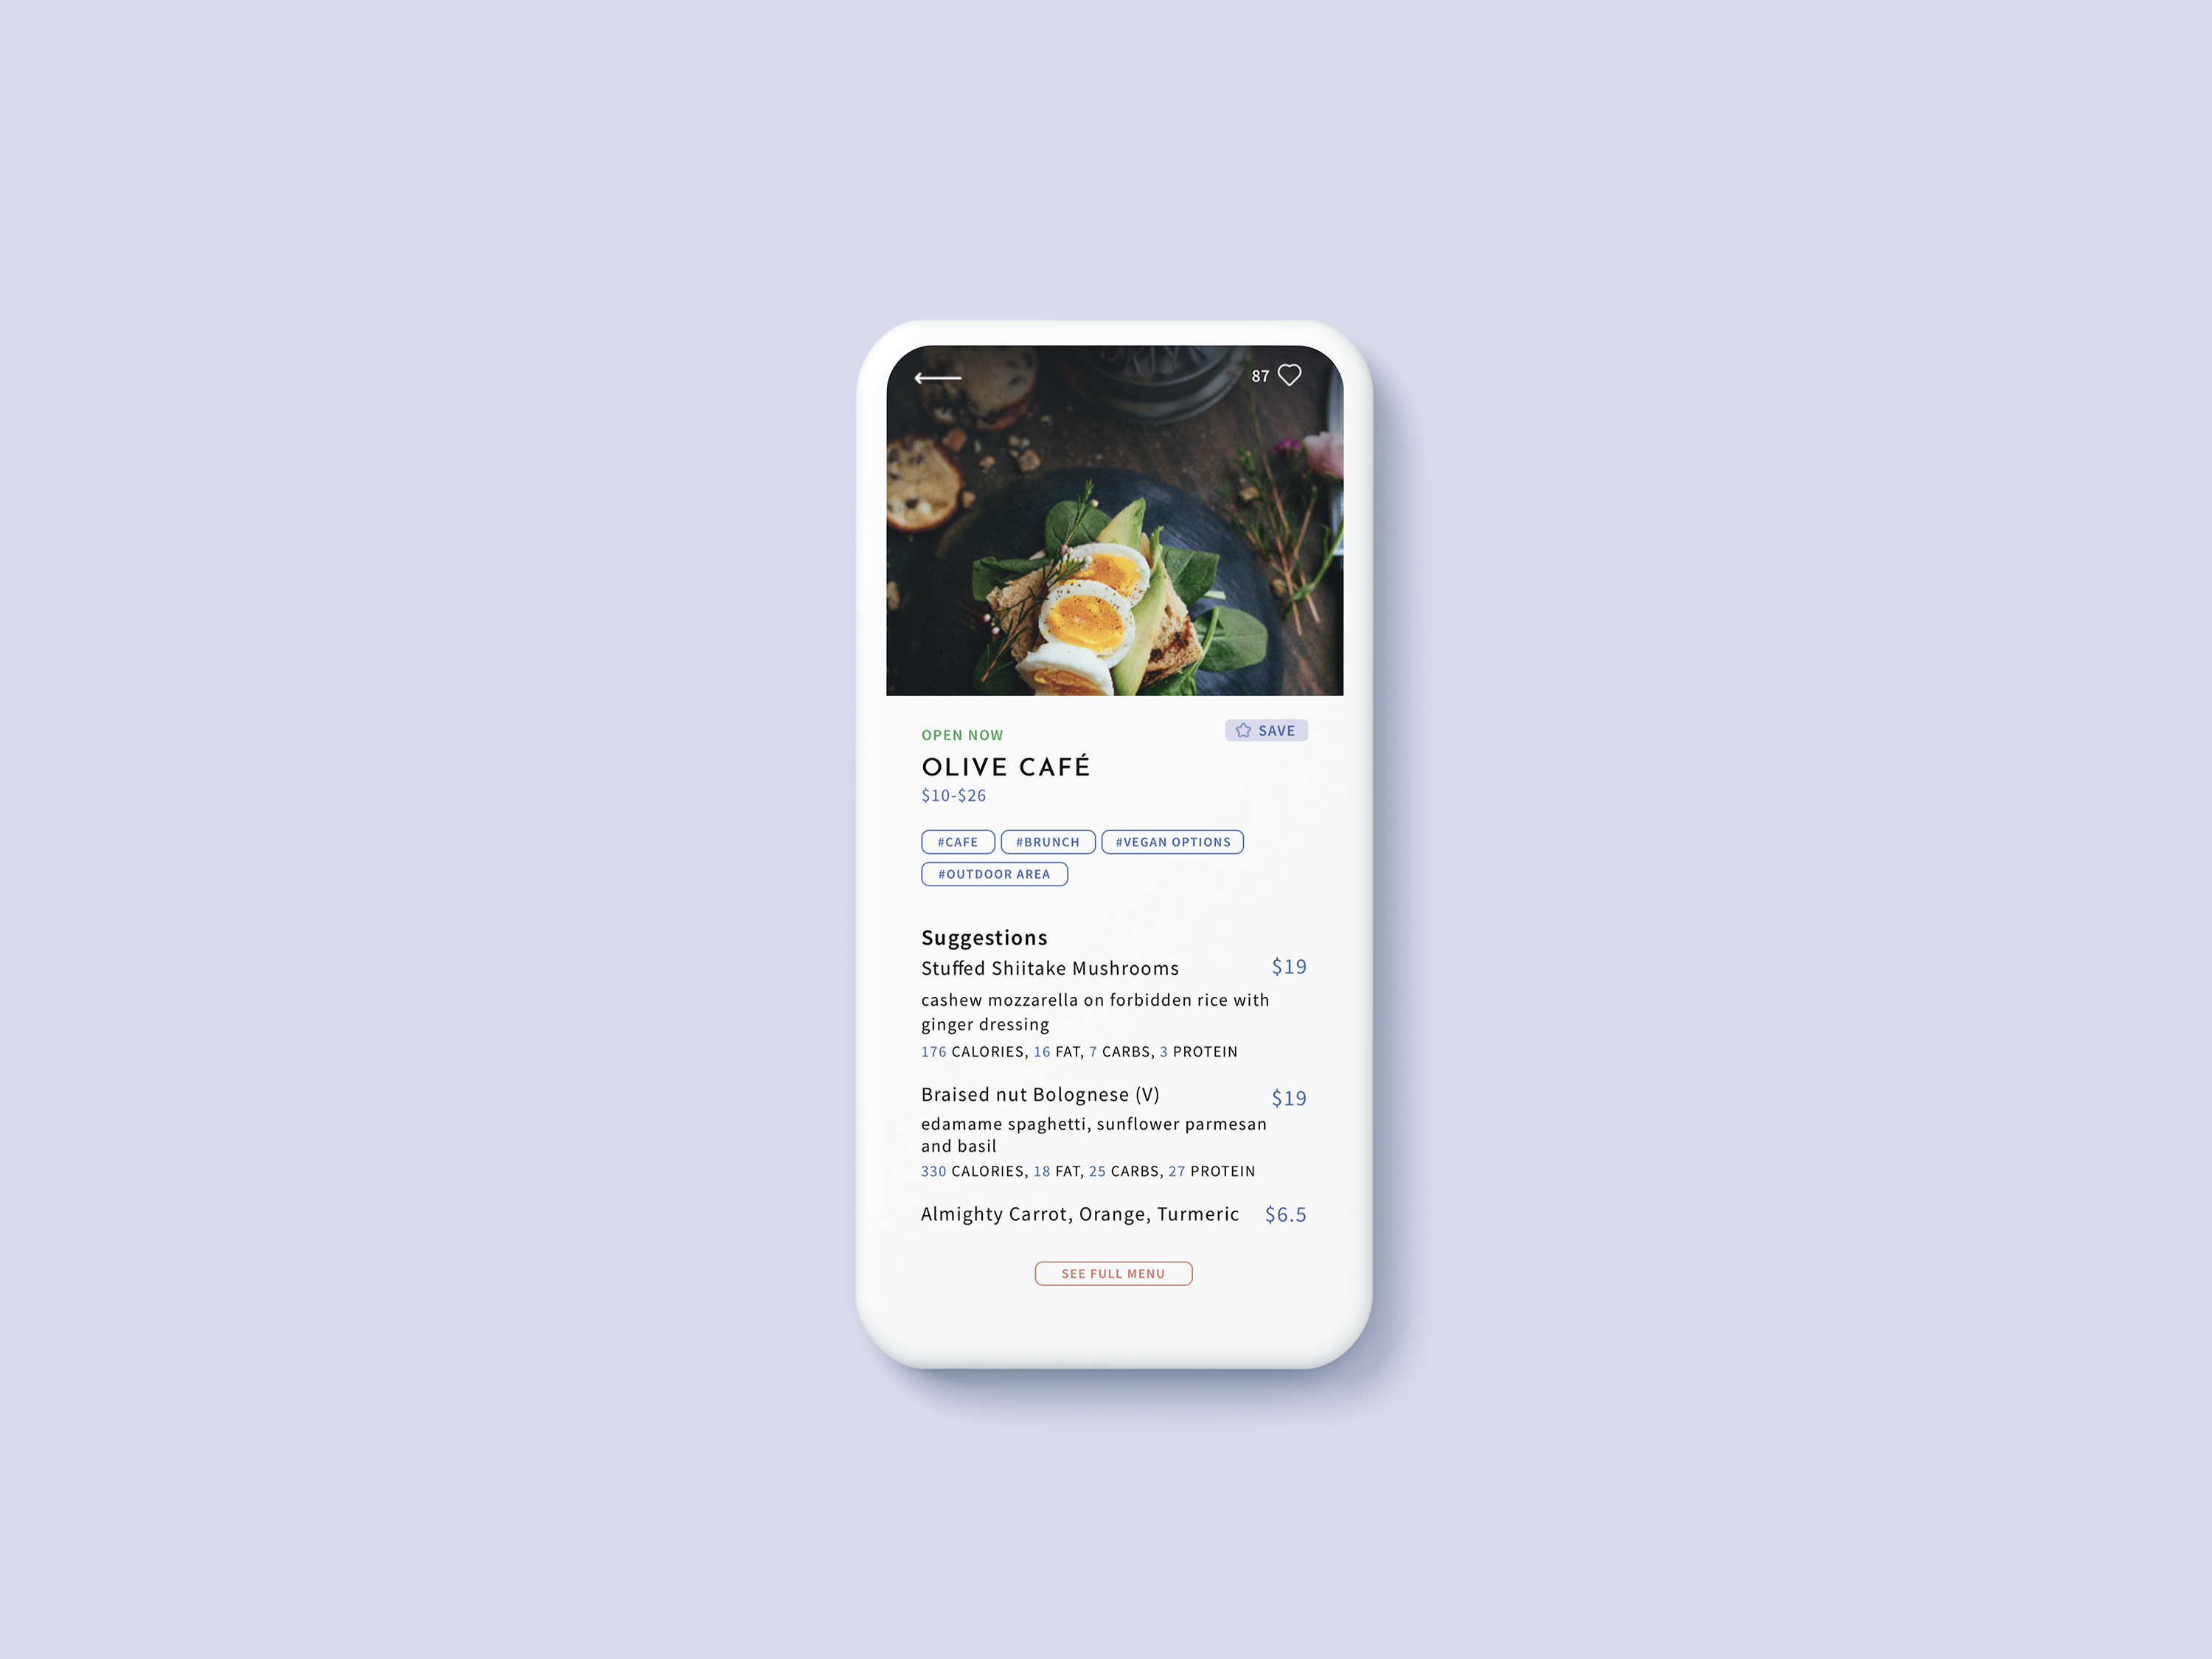 87
OPEN NOW
SAVE
OLIVE CAFÉ
$10-$26
#CAFE #BRUNCH #VEGAN OPTIONS
#OUTDOOR AREA
Suggestions
Stuffed Shiitake Mushrooms $19
cashew mozzarella on forbidden rice with
ginger dressing
176 CALORIES, 16 FAT, 7 CARBS, 3 PROTEIN
Braised nut Bolognese (V) $19
edamame spaghetti, sunflower parmesan
and basil
330 CALORIES, 18 FAT, 25 CARBS, 27 PROTEIN
Almighty Carrot, Orange, Turmeric $6.5
SEE FULL MENU